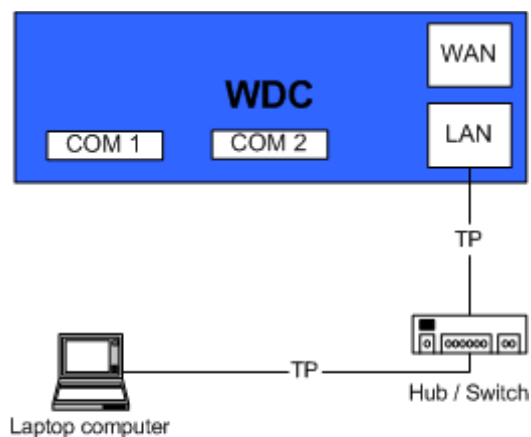 WAN
WDC
COM 1
COM 2
LAN
TP
TP
Hub / Switch
Laptop computer